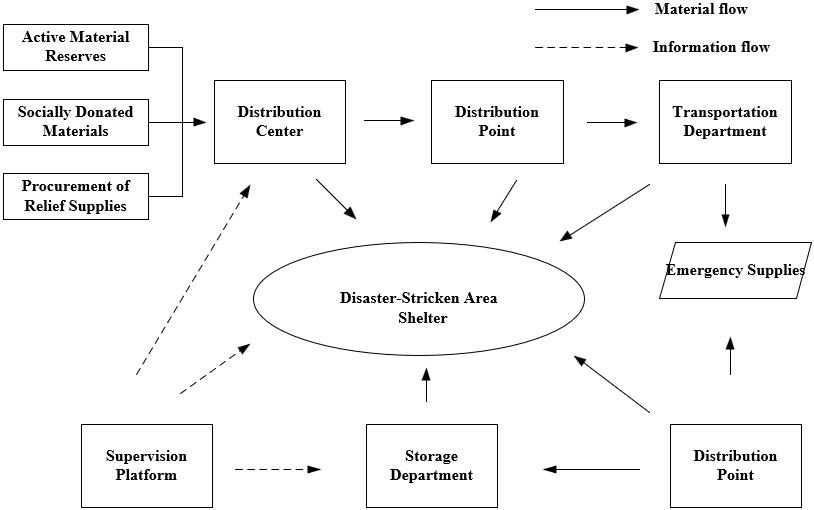 Material flow
Information flow
Active Material
Reserves
Socially Donated
Materials
Procurement of
Relief Supplies
Distribution
Center
Distribution
Point
Transportation
Department
Emergency Supplies
Disaster-Stricken Area
Shelter
Supervision
Platform
Storage
Department
Distribution
Point